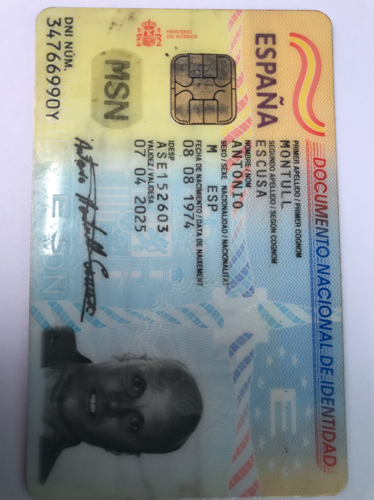 ESPAÑA
DOCUMENTO NACIONAL DE IDENTIDAD
MINISTERIO
DEL INTERIOR
PRIMER APELLIDO / PRIMER COGNOM
MONTULL
SEGUNDO APELLIDO / SEGON COGNOM
ESCUSA
NOMBRE / NOM
ANTONIO
SEXO / SEXE NACIONALIDAD / NACIONALITAT
M ESP
FECHA DE NACIMIENTO / DATA DE NAIXEMENT
08 08 1974
IDESP
ASE152603
VALIDEZ / VALIDESA
07 04 2025
MSN
DNI NÚM.
34766990Y